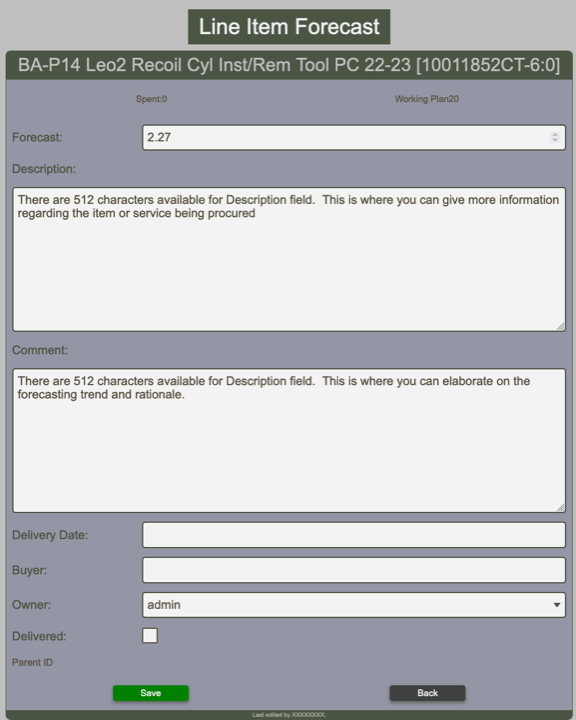 Line Item Forecast
BA-P14 Leo2 Recoil Cyl Inst/Rem Tool PC 22-23 [10011852CT-6:0]
Spent:0 Working Plan20
Forecast: 2.27
Description:
There are 512 characters available for Description field.  This is where you can give more information
regarding the item or service being procured
Comment:
There are 512 characters available for Description field.  This is where you can elaborate on the
forecasting trend and rationale.
Delivery Date:
Buyer:
Owner: admin
Delivered:
Parent ID
Save Back
Last edited by XXXXXXXX,